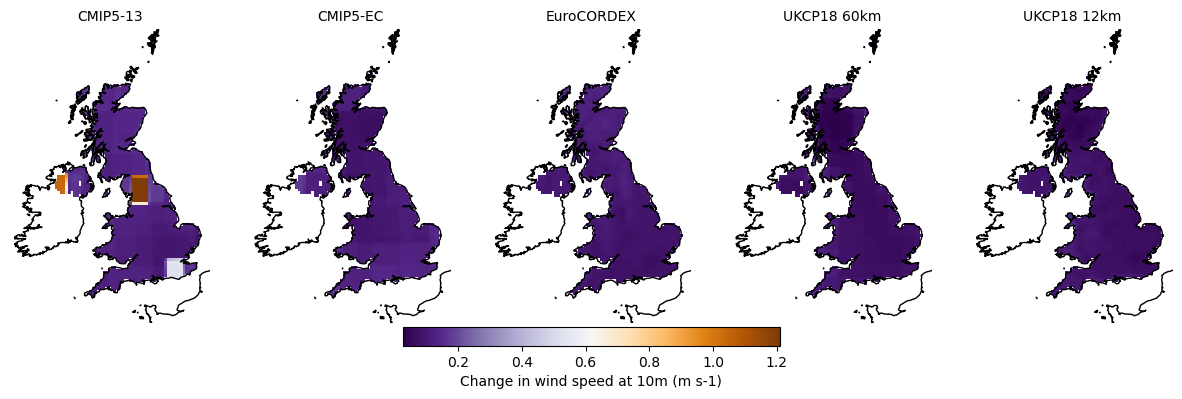 CMIP5-13 CMIP5-EC EuroCORDEX UKCP18 60km UKCP18 12km
0.2 0.4 0.6 0.8 1.0 1.2
Change in wind speed at 10m (m s-1)